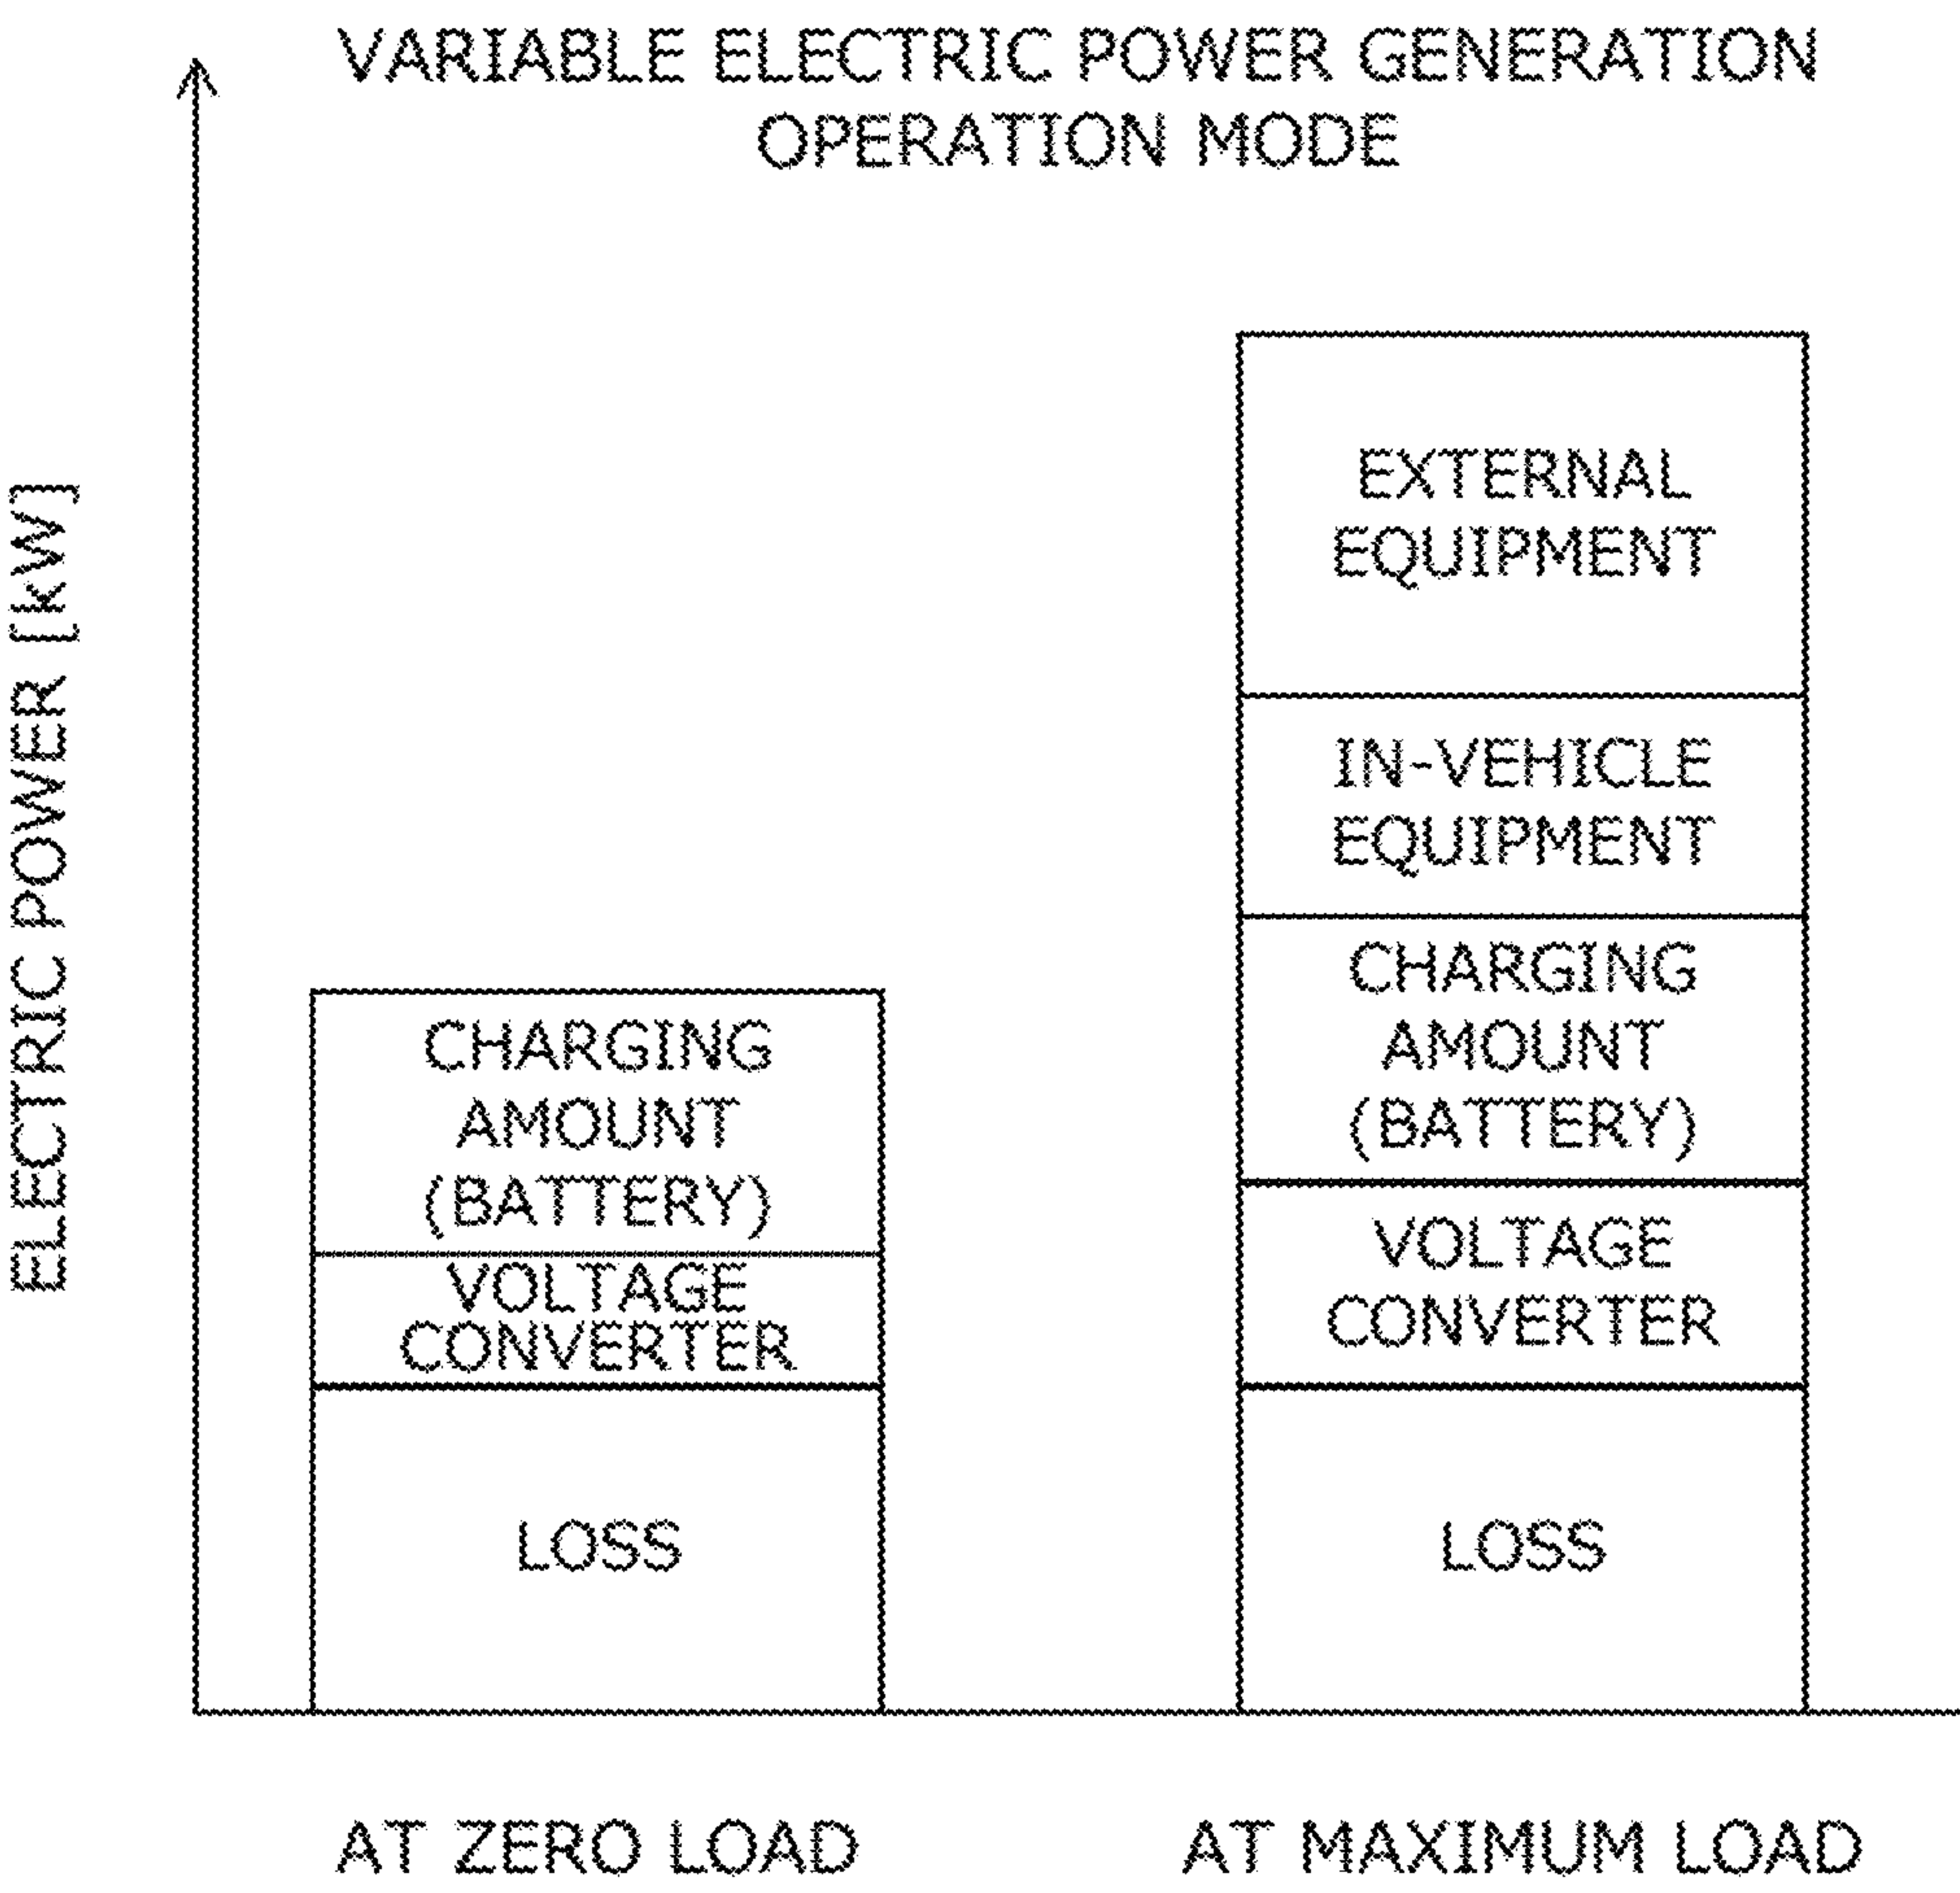 VARIABLE ELECTRIC POWER GENERATION
OPERATION MODE
ELECTRIC POWER [kW]
CHARGING
AMOUNT
(BATTERY)
VOLTAGE
CONVERTER
LOSS
EXTERNAL
EQUIPMENT
IN-VEHICLE
EQUIPMENT
CHARGING
AMOUNT
(BATTERY)
VOLTAGE
CONVERTER
LOSS
AT ZERO LOAD
AT MAXIMUM LOAD